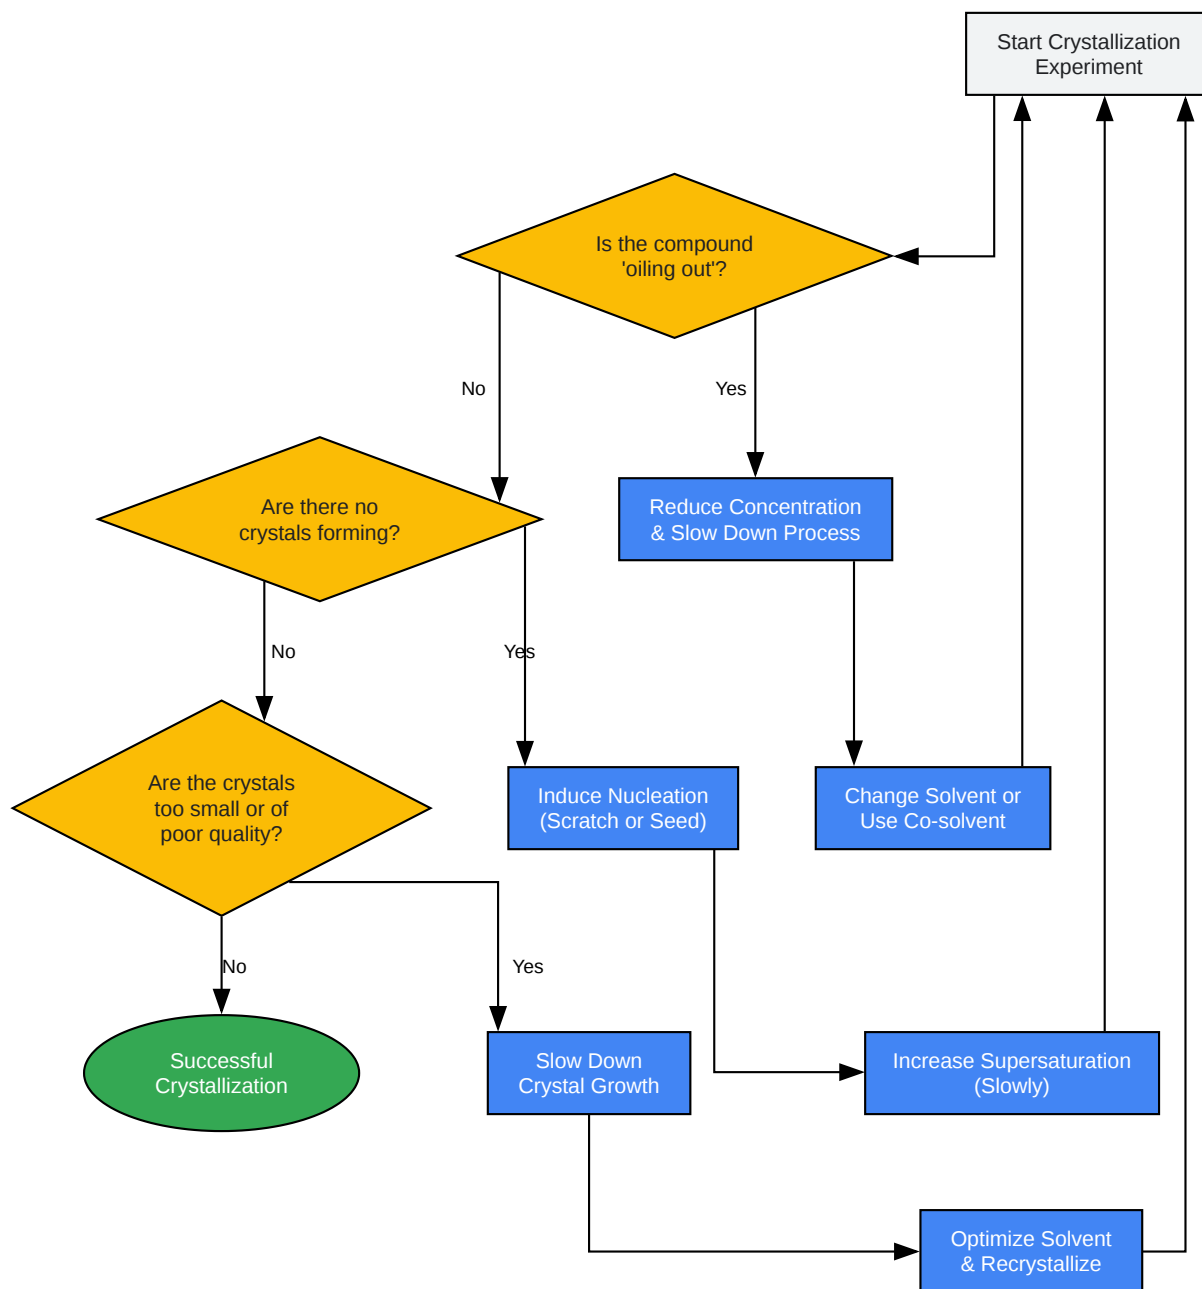 Start Crystallization
Experiment
Is the compound
'oiling out'?
No
Yes
Are there no
crystals forming?
Reduce Concentration
& Slow Down Process
No
Yes
Are the crystals
too small or of
poor quality?
Induce Nucleation
(Scratch or Seed)
Change Solvent or
Use Co-solvent
No
Yes
Successful
Crystallization
Slow Down
Crystal Growth
Increase Supersaturation
(Slowly)
Optimize Solvent
& Recrystallize